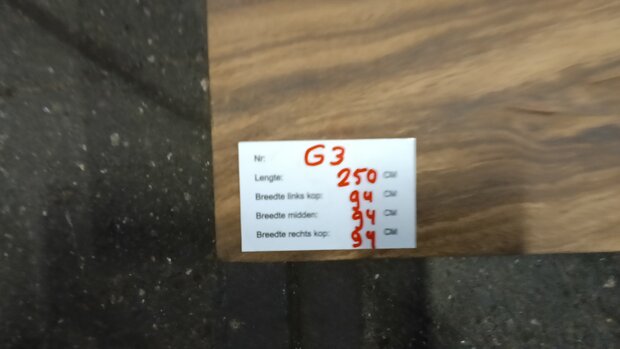 Nr: G3
Lengte: 250 CM
Breedte links kop: 94 CM
Breedte midden: 94 CM
Breedte rechts kop: 94 CM